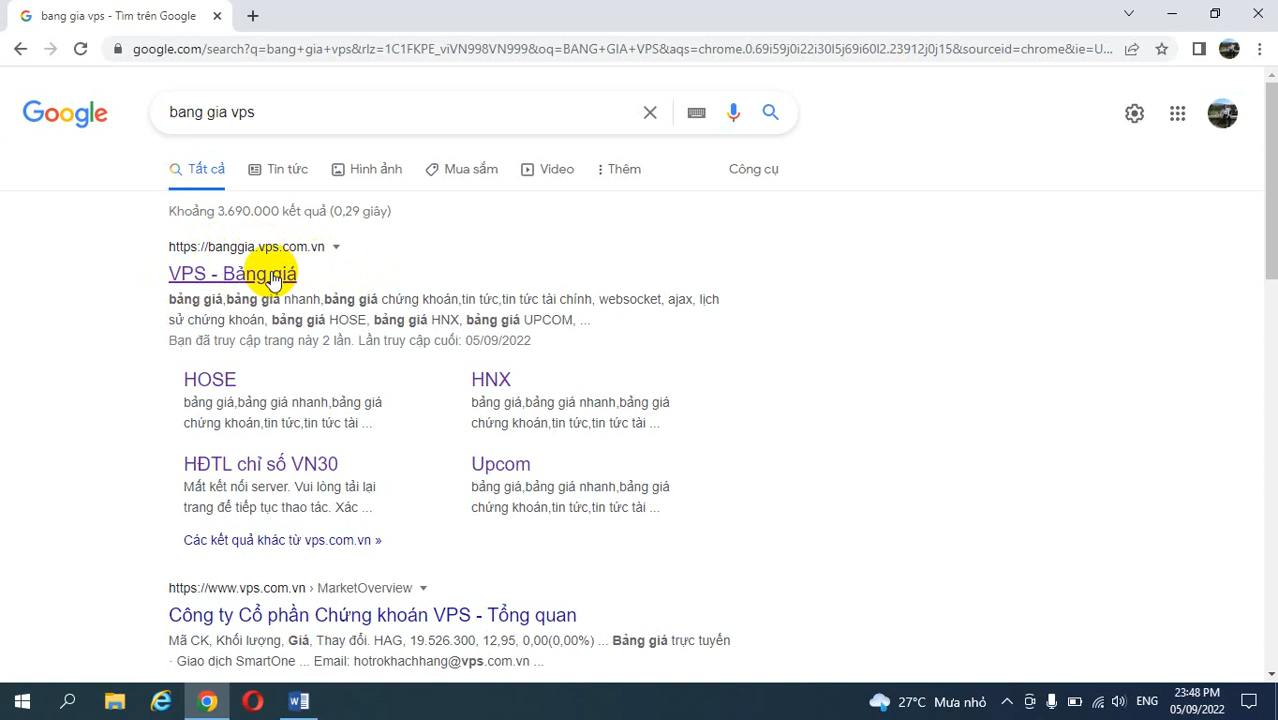 bang gia vps - Tìm trên Google
google.com/search?q=bang+gia+vps&rlz=1C1FKPE_viVN998VN999&oq=BANG+GIA+VPS&aqs=chrome.0.69i59j0i22i30l5j69i60l2.23912j0j15&sourceid=chrome&ie=U...
Google
bang gia vps
Tất cả
Tin tức
Hình ảnh
Mua sắm
Video
Thêm
Công cụ
Khoảng 3.690.000 kết quả (0,29 giây)
https://banggia.vps.com.vn
VPS - Bảng giá
bảng giá,bảng giá nhanh,bảng giá chứng khoán,tin tức,tin tức tài chính, websocket, ajax, lịch
sử chứng khoán, bảng giá HOSE, bảng giá HNX, bảng giá UPCOM, ...
Bạn đã truy cập trang này 2 lần. Lần truy cập cuối: 05/09/2022
HOSE
bảng giá,bảng giá nhanh,bảng giá
chứng khoán,tin tức,tin tức tài ...
HNX
bảng giá,bảng giá nhanh,bảng giá
chứng khoán,tin tức,tin tức tài ...
HĐTL chỉ số VN30
Mất kết nối server. Vui lòng tải lại
trang để tiếp tục thao tác. Xác ...
Upcom
bảng giá,bảng giá nhanh,bảng giá
chứng khoán,tin tức,tin tức tài ...
Các kết quả khác từ vps.com.vn »
https://www.vps.com.vn › MarketOverview
Công ty Cổ phần Chứng khoán VPS - Tổng quan
Mã CK, Khối lượng, Giá, Thay đổi. HAG, 19.526.300, 12,95, 0,00(0,00%) ... Bảng giá trực tuyến
· Giao dịch SmartOne ... Email: hotrokhachhang@vps.com.vn ...
27°C Mưa nhỏ
ENG
23:48 PM
05/09/2022